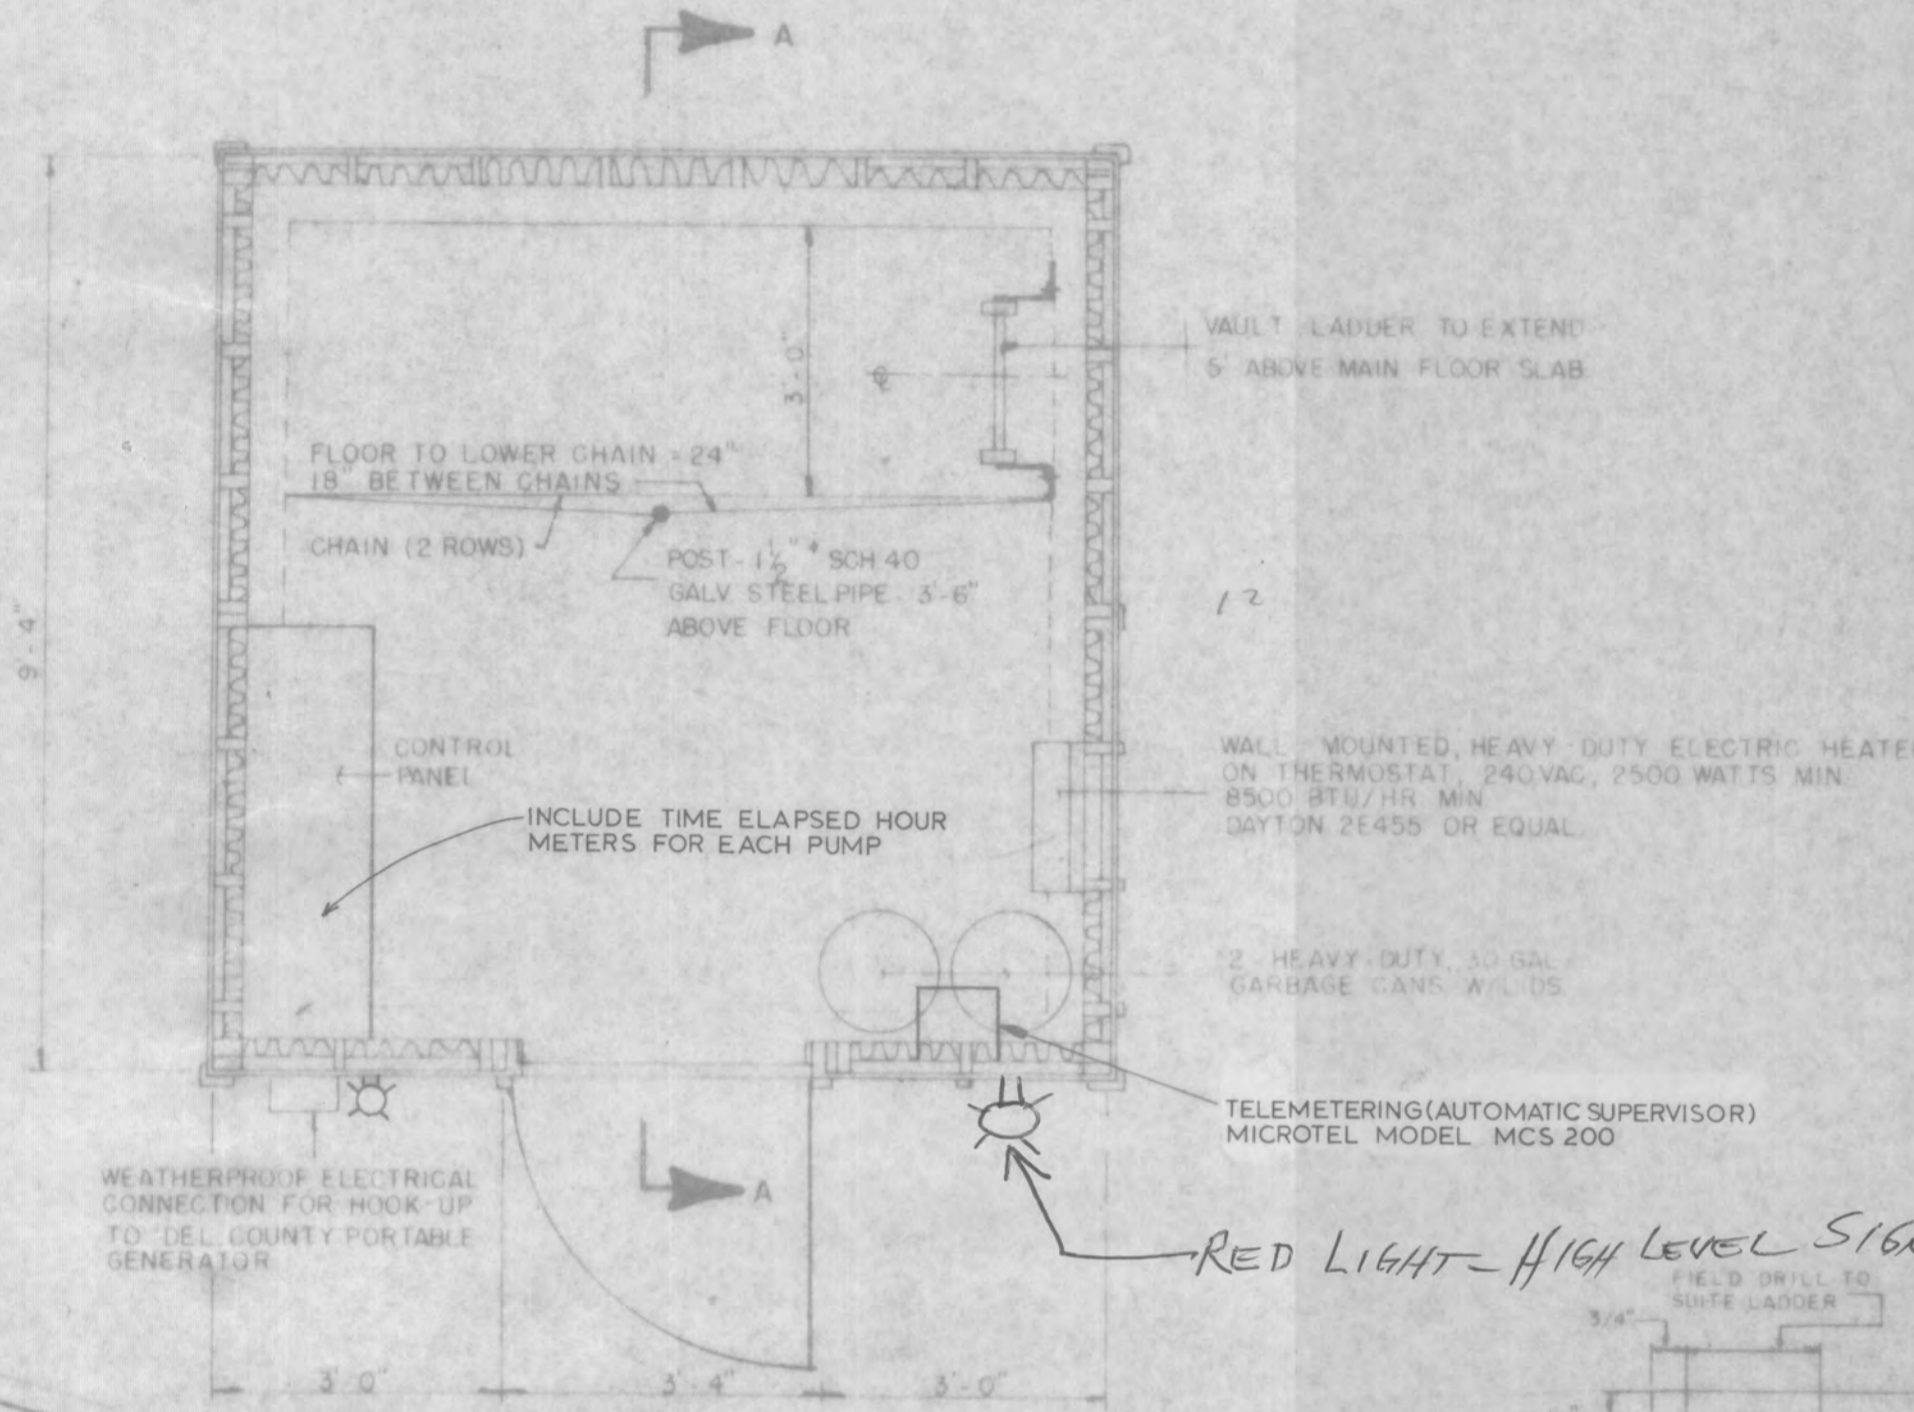 A
VAULT LADDER TO EXTEND
5' ABOVE MAIN FLOOR SLAB
3'-0"
℄
FLOOR TO LOWER CHAIN = 24"
18" BETWEEN CHAINS
CHAIN (2 ROWS)
POST - 1½"ø SCH 40
GALV. STEEL PIPE 3'-6"
ABOVE FLOOR
12
9'-4"
CONTROL
PANEL
WALL - MOUNTED, HEAVY-DUTY ELECTRIC HEATE
ON THERMOSTAT, 240 VAC, 2500 WATTS MIN.
8500 BTU/HR MIN.
DAYTON 2E455 OR EQUAL.
INCLUDE TIME ELAPSED HOUR
METERS FOR EACH PUMP
2 - HEAVY-DUTY, 30 GAL
GARBAGE CANS W/LIDS
TELEMETERING (AUTOMATIC SUPERVISOR)
MICROTEL MODEL MCS 200
WEATHERPROOF ELECTRICAL
CONNECTION FOR HOOK-UP
TO DEL. COUNTY PORTABLE
GENERATOR
A
RED LIGHT - HIGH LEVEL SIGN
FIELD DRILL TO
SUITE LADDER
3/4"
3'-0"
3'-4"
3'-0"